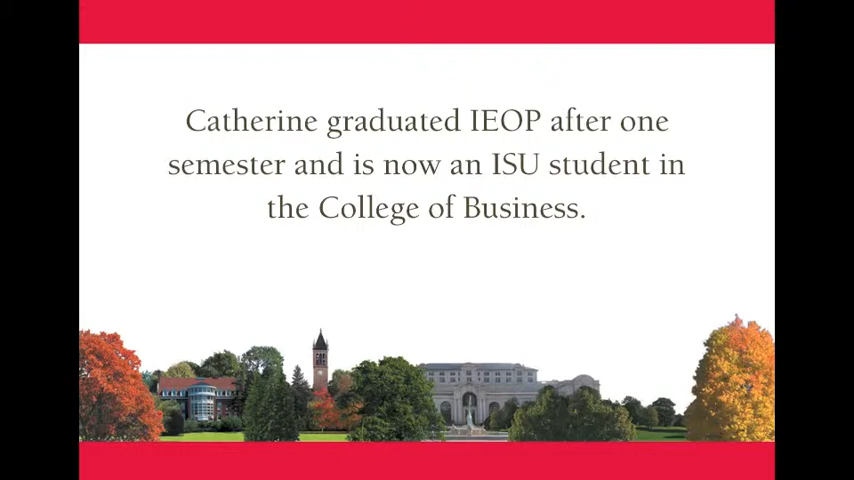 Catherine graduated IEOP after one
semester and is now an ISU student in
the College of Business.